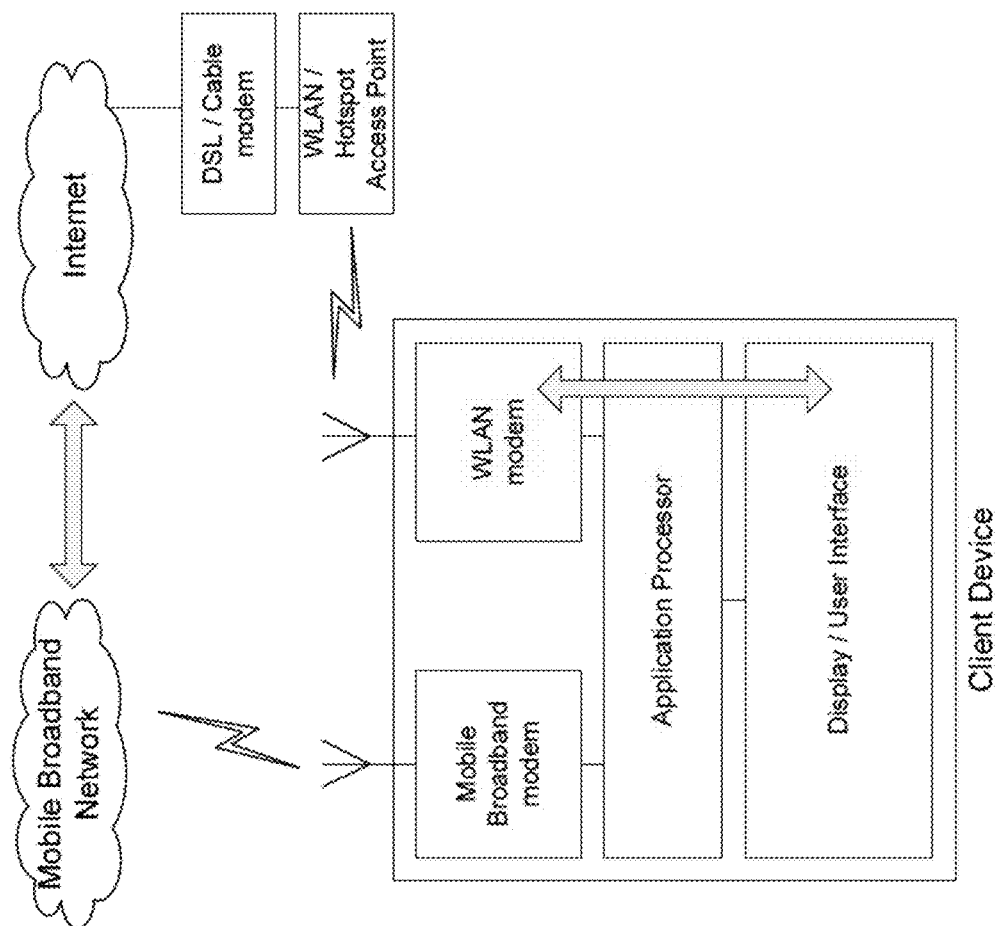 Mobile Broadband
Network
Internet
DSL / Cable
modem
WLAN /
Hotspot
Access Point
Mobile
Broadband
modem
WLAN
modem
Application Processor
Display / User Interface
Client Device